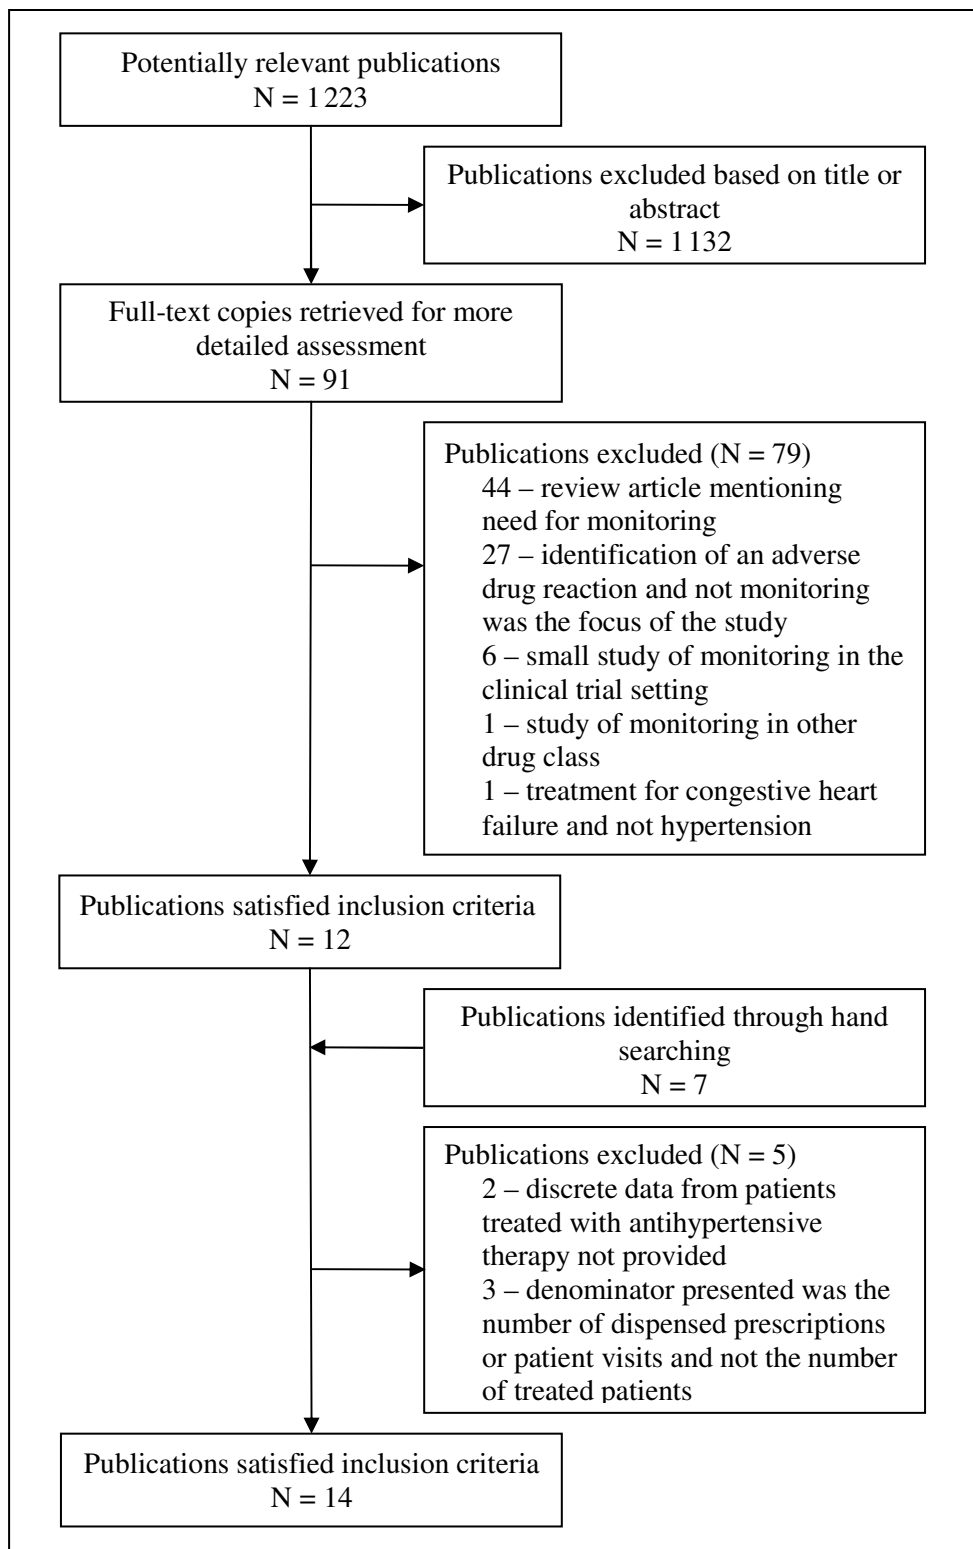 Potentially relevant publications
N = 1 223
Publications excluded based on title or
abstract
N = 1 132
Full-text copies retrieved for more
detailed assessment
N = 91
Publications excluded (N = 79)
44 – review article mentioning
need for monitoring
27 – identification of an adverse
drug reaction and not monitoring
was the focus of the study
6 – small study of monitoring in the
clinical trial setting
1 – study of monitoring in other
drug class
1 – treatment for congestive heart
failure and not hypertension
Publications satisfied inclusion criteria
N = 12
Publications identified through hand
searching
N = 7
Publications excluded (N = 5)
2 – discrete data from patients
treated with antihypertensive
therapy not provided
3 – denominator presented was the
number of dispensed prescriptions
or patient visits and not the number
of treated patients
Publications satisfied inclusion criteria
N = 14